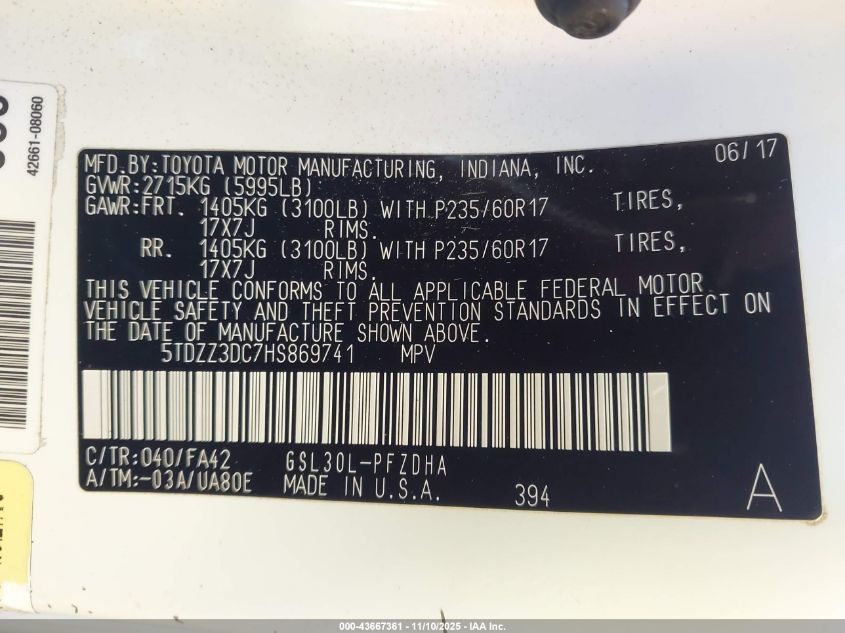 42661-08060
MFD.BY:TOYOTA MOTOR MANUFACTURING, INDIANA, INC. 06/17
GVWR:2715KG (5995LB)
GAWR:FRT. 1405KG (3100LB) WITH P235/60R17 TIRES,
17X7J RIMS.
RR. 1405KG (3100LB) WITH P235/60R17 TIRES,
17X7J RIMS.
THIS VEHICLE CONFORMS TO ALL APPLICABLE FEDERAL MOTOR
VEHICLE SAFETY AND THEFT PREVENTION STANDARDS IN EFFECT ON
THE DATE OF MANUFACTURE SHOWN ABOVE.
5TDZZ3DC7HS869741 MPV
C/TR:040/FA42 GSL30L-PFZDHA
A/TM:-03A/UA80E MADE IN U.S.A. 394 A
000-43667361 - 11/10/2025 - IAA Inc.